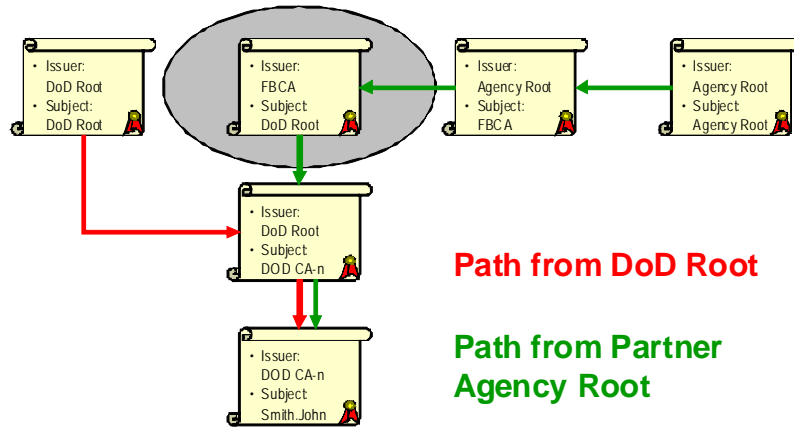 • Issuer:
DoD Root
• Subject:
DoD Root
• Issuer:
FBCA
• Subject
DoD Root
• Issuer:
Agency Root
• Subject:
FBCA
• Issuer:
Agency Root
• Subject
Agency Root
• Issuer:
DoD Root
• Subject
DOD CA-n
• Issuer:
DOD CA-n
• Subject
Smith.John
Path from DoD Root
Path from Partner
Agency Root